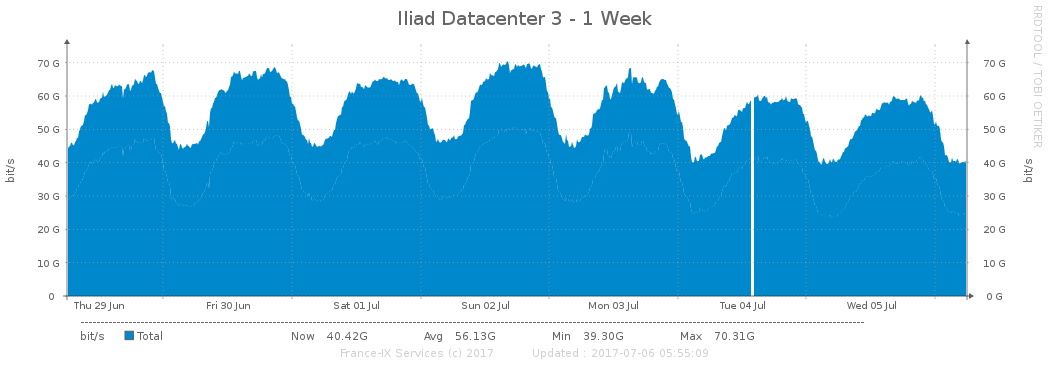 Iliad Datacenter 3 - 1 Week
RRDTOOL / TOBI OETIKER
bit/s
70 G
60 G
50 G
40 G
30 G
20 G
10 G
0
70 G
60 G
50 G
40 G
30 G
20 G
10 G
0 G
bit/s
Thu 29 Jun Fri 30 Jun Sat 01 Jul Sun 02 Jul Mon 03 Jul Tue 04 Jul Wed 05 Jul
bit/s Total Now 40.42G Avg 56.13G Min 39.30G Max 70.31G
France-IX Services (c) 2017 Updated : 2017-07-06 05:55:09